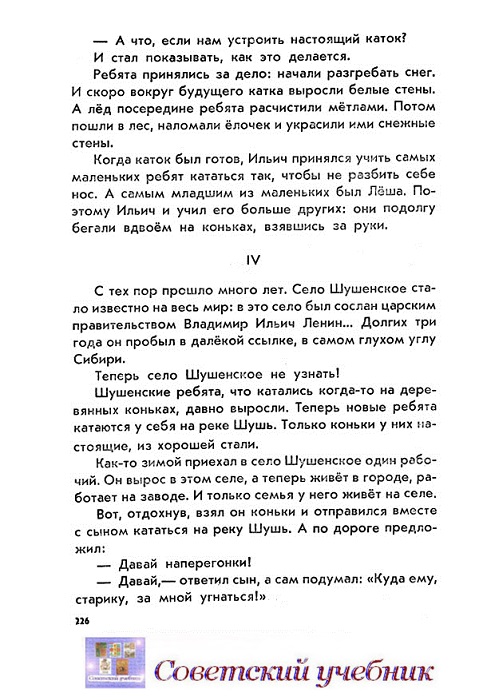 — А что, если нам устроить настоящий каток?
И стал показывать, как это делается.
Ребята принялись за дело: начали разгребать снег.
И скоро вокруг будущего катка выросли белые стены.
А лёд посередине ребята расчистили мётлами. Потом
пошли в лес, наломали ёлочек и украсили ими снежные
стены.
Когда каток был готов, Ильич принялся учить самых
маленьких ребят кататься так, чтобы не разбить себе
нос. А самым младшим из маленьких был Лёша. По-
этому Ильич и учил его больше других: они подолгу
бегали вдвоём на коньках, взявшись за руки.
IV
С тех пор прошло много лет. Село Шушенское ста-
ло известно на весь мир: в это село был сослан царским
правительством Владимир Ильич Ленин... Долгих три
года он пробыл в далёкой ссылке, в самом глухом углу
Сибири.
Теперь село Шушенское не узнать!
Шушенские ребята, что катались когда-то на дере-
вянных коньках, давно выросли. Теперь новые ребята
катаются у себя на реке Шушь. Только коньки у них на-
стоящие, из хорошей стали.
Как-то зимой приехал в село Шушенское один рабо-
чий. Он вырос в этом селе, а теперь живёт в городе, ра-
ботает на заводе. И только семья у него живёт на селе.
Вот, отдохнув, взял он коньки и отправился вместе
с сыном кататься на реку Шушь. А по дороге предло-
жил:
— Давай наперегонки!
— Давай,— ответил сын, а сам подумал: «Куда ему,
старику, за мной угнаться!»
226
Советский учебник
Советский учебник